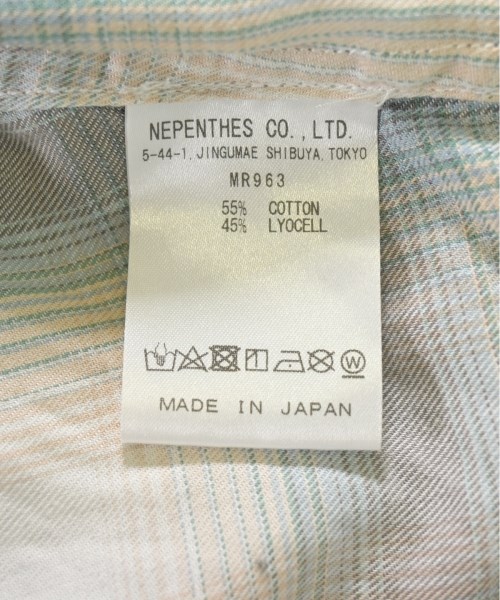 NEPENTHES CO.,LTD.
5-44-1, JINGUMAE SHIBUYA, TOKYO
MR963
55% COTTON
45% LYOCELL
W
MADE IN JAPAN